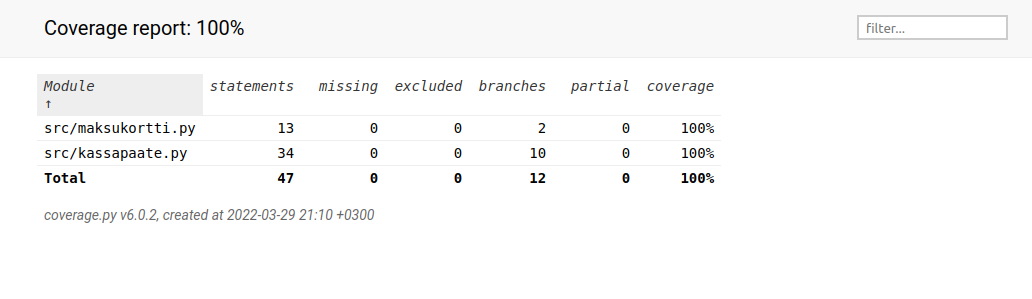 Coverage report: 100%
filter...
Module statements missing excluded branches partial coverage
↑
src/maksukortti.py 13 0 0 2 0 100%
src/kassapaate.py 34 0 0 10 0 100%
Total 47 0 0 12 0 100%
coverage.py v6.0.2, created at 2022-03-29 21:10 +0300